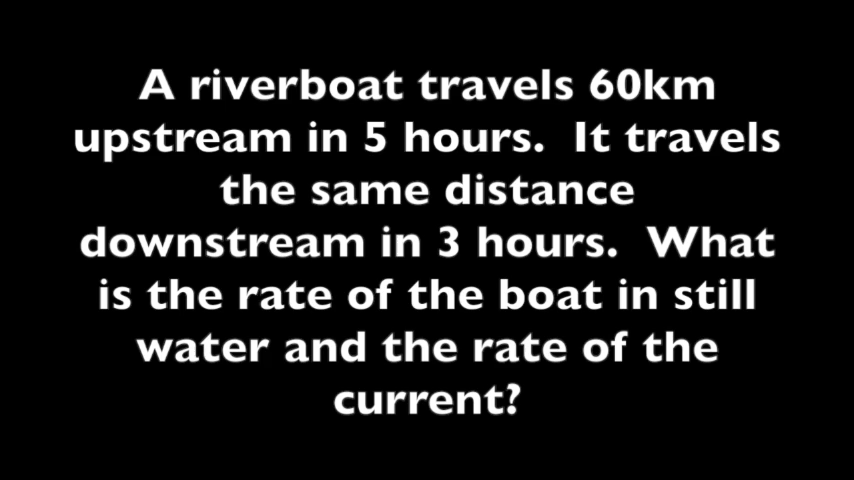 A riverboat travels 60km
upstream in 5 hours.  It travels
the same distance
downstream in 3 hours.  What
is the rate of the boat in still
water and the rate of the
current?